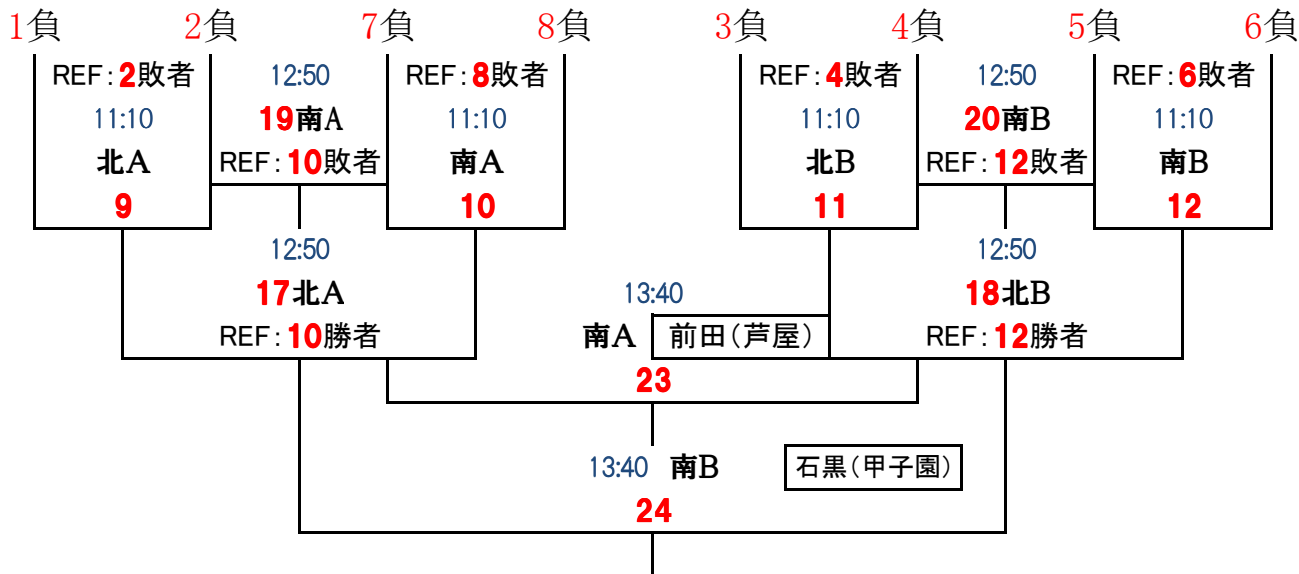 1負 2負 7負 8負 3負 4負 5負 6負
REF:2敗者 12:50 REF:8敗者 REF:4敗者 12:50 REF:6敗者
11:10 19南A 11:10 11:10 20南B 11:10
北A REF:10敗者 南A 北B REF:12敗者 南B
9 10 11 12
12:50 12:50
17北A 13:40 18北B
REF:10勝者 南A 前田(芦屋) REF:12勝者
23
13:40 南B 石黒(甲子園)
24